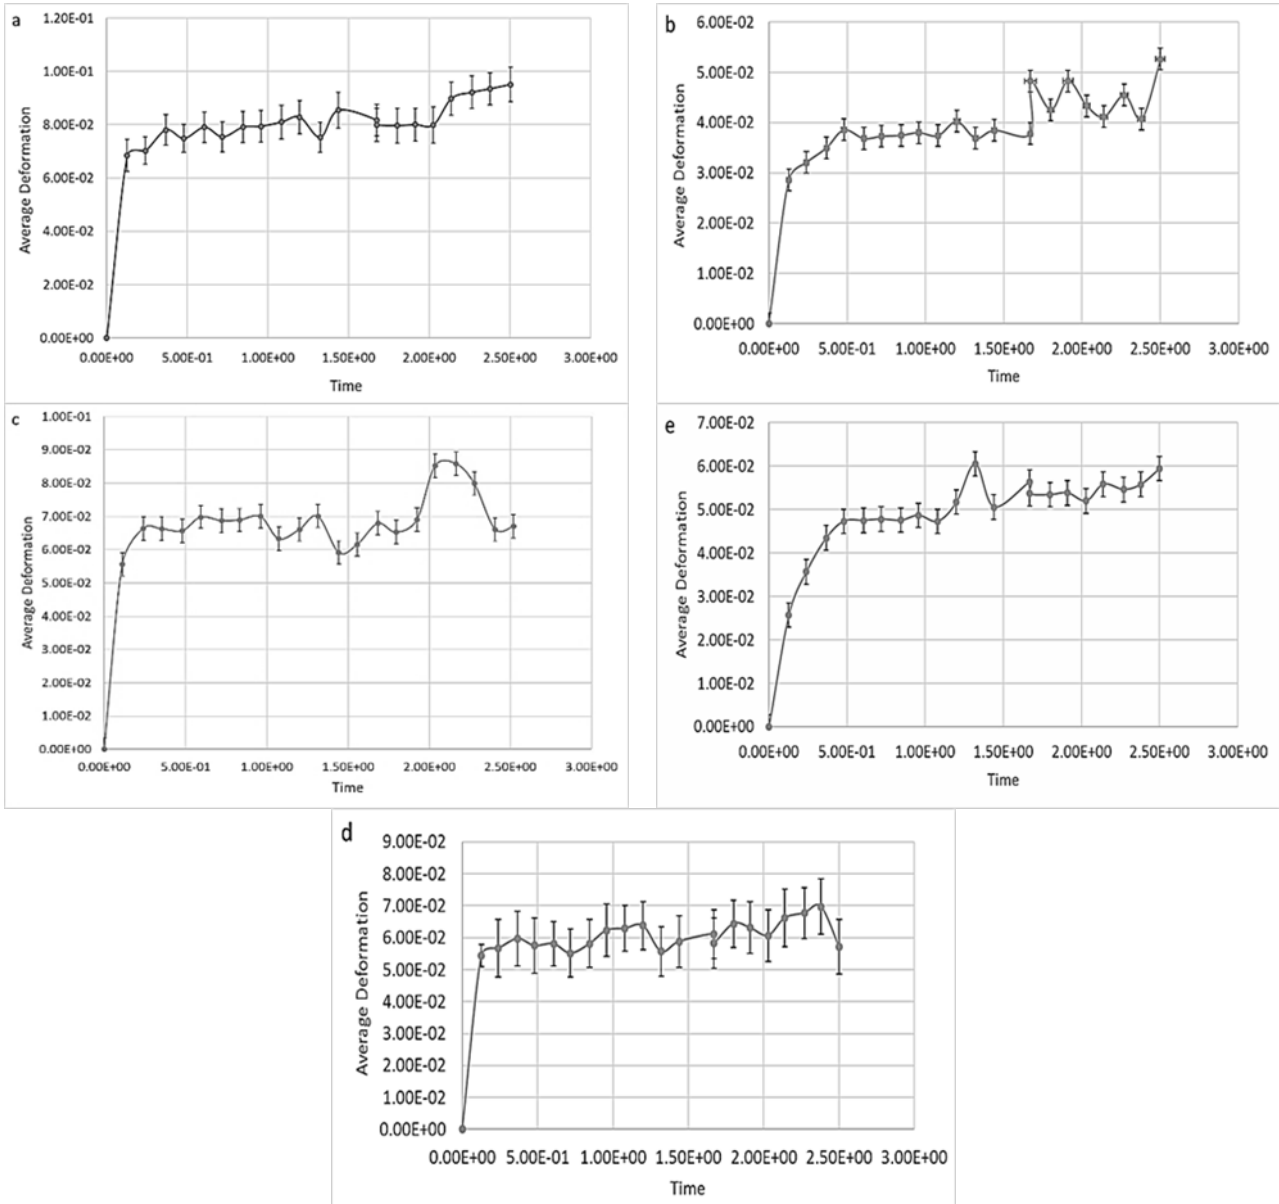 a
1.20E-01
1.00E-01
8.00E-02
6.00E-02
4.00E-02
2.00E-02
0.00E+00
Average Deformation
0.00E+00 5.00E-01 1.00E+00 1.50E+00 2.00E+00 2.50E+00 3.00E+00
Time
b
6.00E-02
5.00E-02
4.00E-02
3.00E-02
2.00E-02
1.00E-02
0.00E+00
Average Deformation
0.00E+00 5.00E-01 1.00E+00 1.50E+00 2.00E+00 2.50E+00 3.00E+00
Time
c
1.00E-01
9.00E-02
8.00E-02
7.00E-02
6.00E-02
5.00E-02
4.00E-02
3.00E-02
2.00E-02
1.00E-02
0.00E+00
Average Deformation
0.00E+00 5.00E-01 1.00E+00 1.50E+00 2.00E+00 2.50E+00 3.00E+00
Time
e
7.00E-02
6.00E-02
5.00E-02
4.00E-02
3.00E-02
2.00E-02
1.00E-02
0.00E+00
Average Deformation
0.00E+00 5.00E-01 1.00E+00 1.50E+00 2.00E+00 2.50E+00 3.00E+00
Time
d
9.00E-02
8.00E-02
7.00E-02
6.00E-02
5.00E-02
4.00E-02
3.00E-02
2.00E-02
1.00E-02
0.00E+00
Average Deformation
0.00E+00 5.00E-01 1.00E+00 1.50E+00 2.00E+00 2.50E+00 3.00E+00
Time